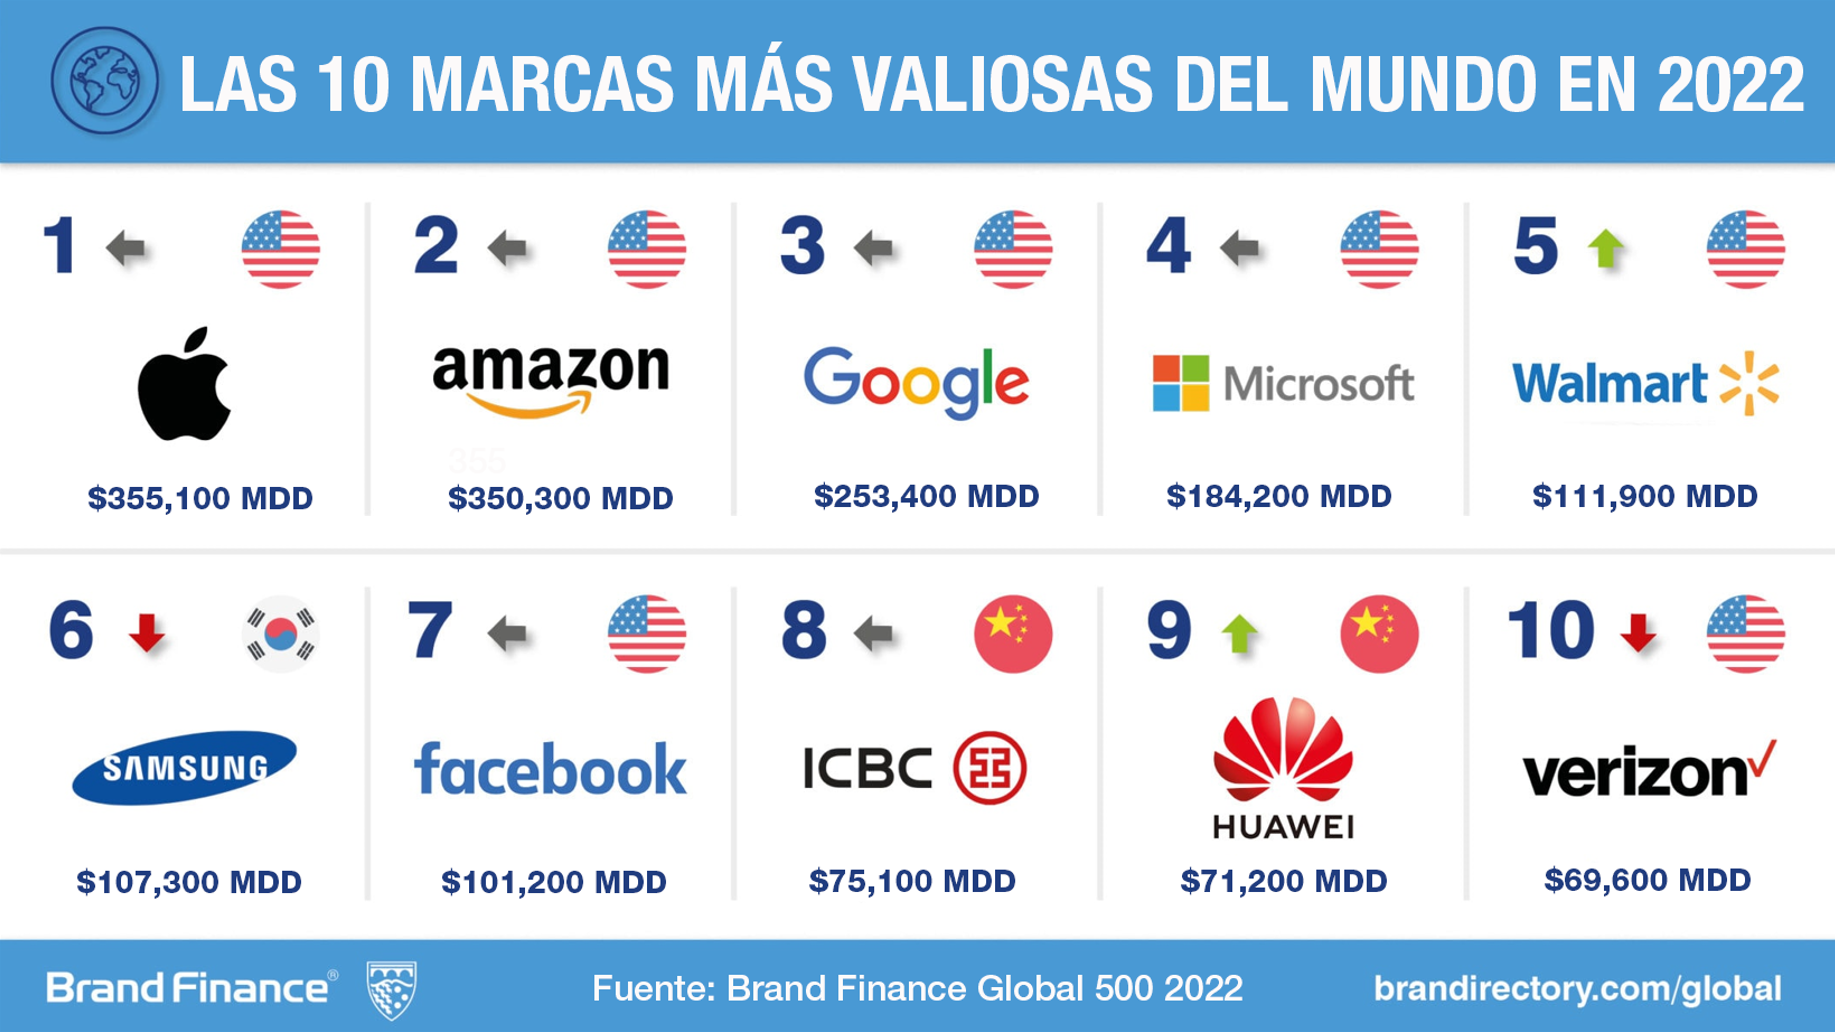 LAS 10 MARCAS MÁS VALIOSAS DEL MUNDO EN 2022
1
2
3
4
5
amazon
Google
Microsoft
Walmart
355
$355,100 MDD
$350,300 MDD
$253,400 MDD
$184,200 MDD
$111,900 MDD
6
7
8
9
10
SAMSUNG
facebook
ICBC
HUAWEI
verizon
$107,300 MDD
$101,200 MDD
$75,100 MDD
$71,200 MDD
$69,600 MDD
Brand Finance®
Fuente: Brand Finance Global 500 2022
brandirectory.com/global